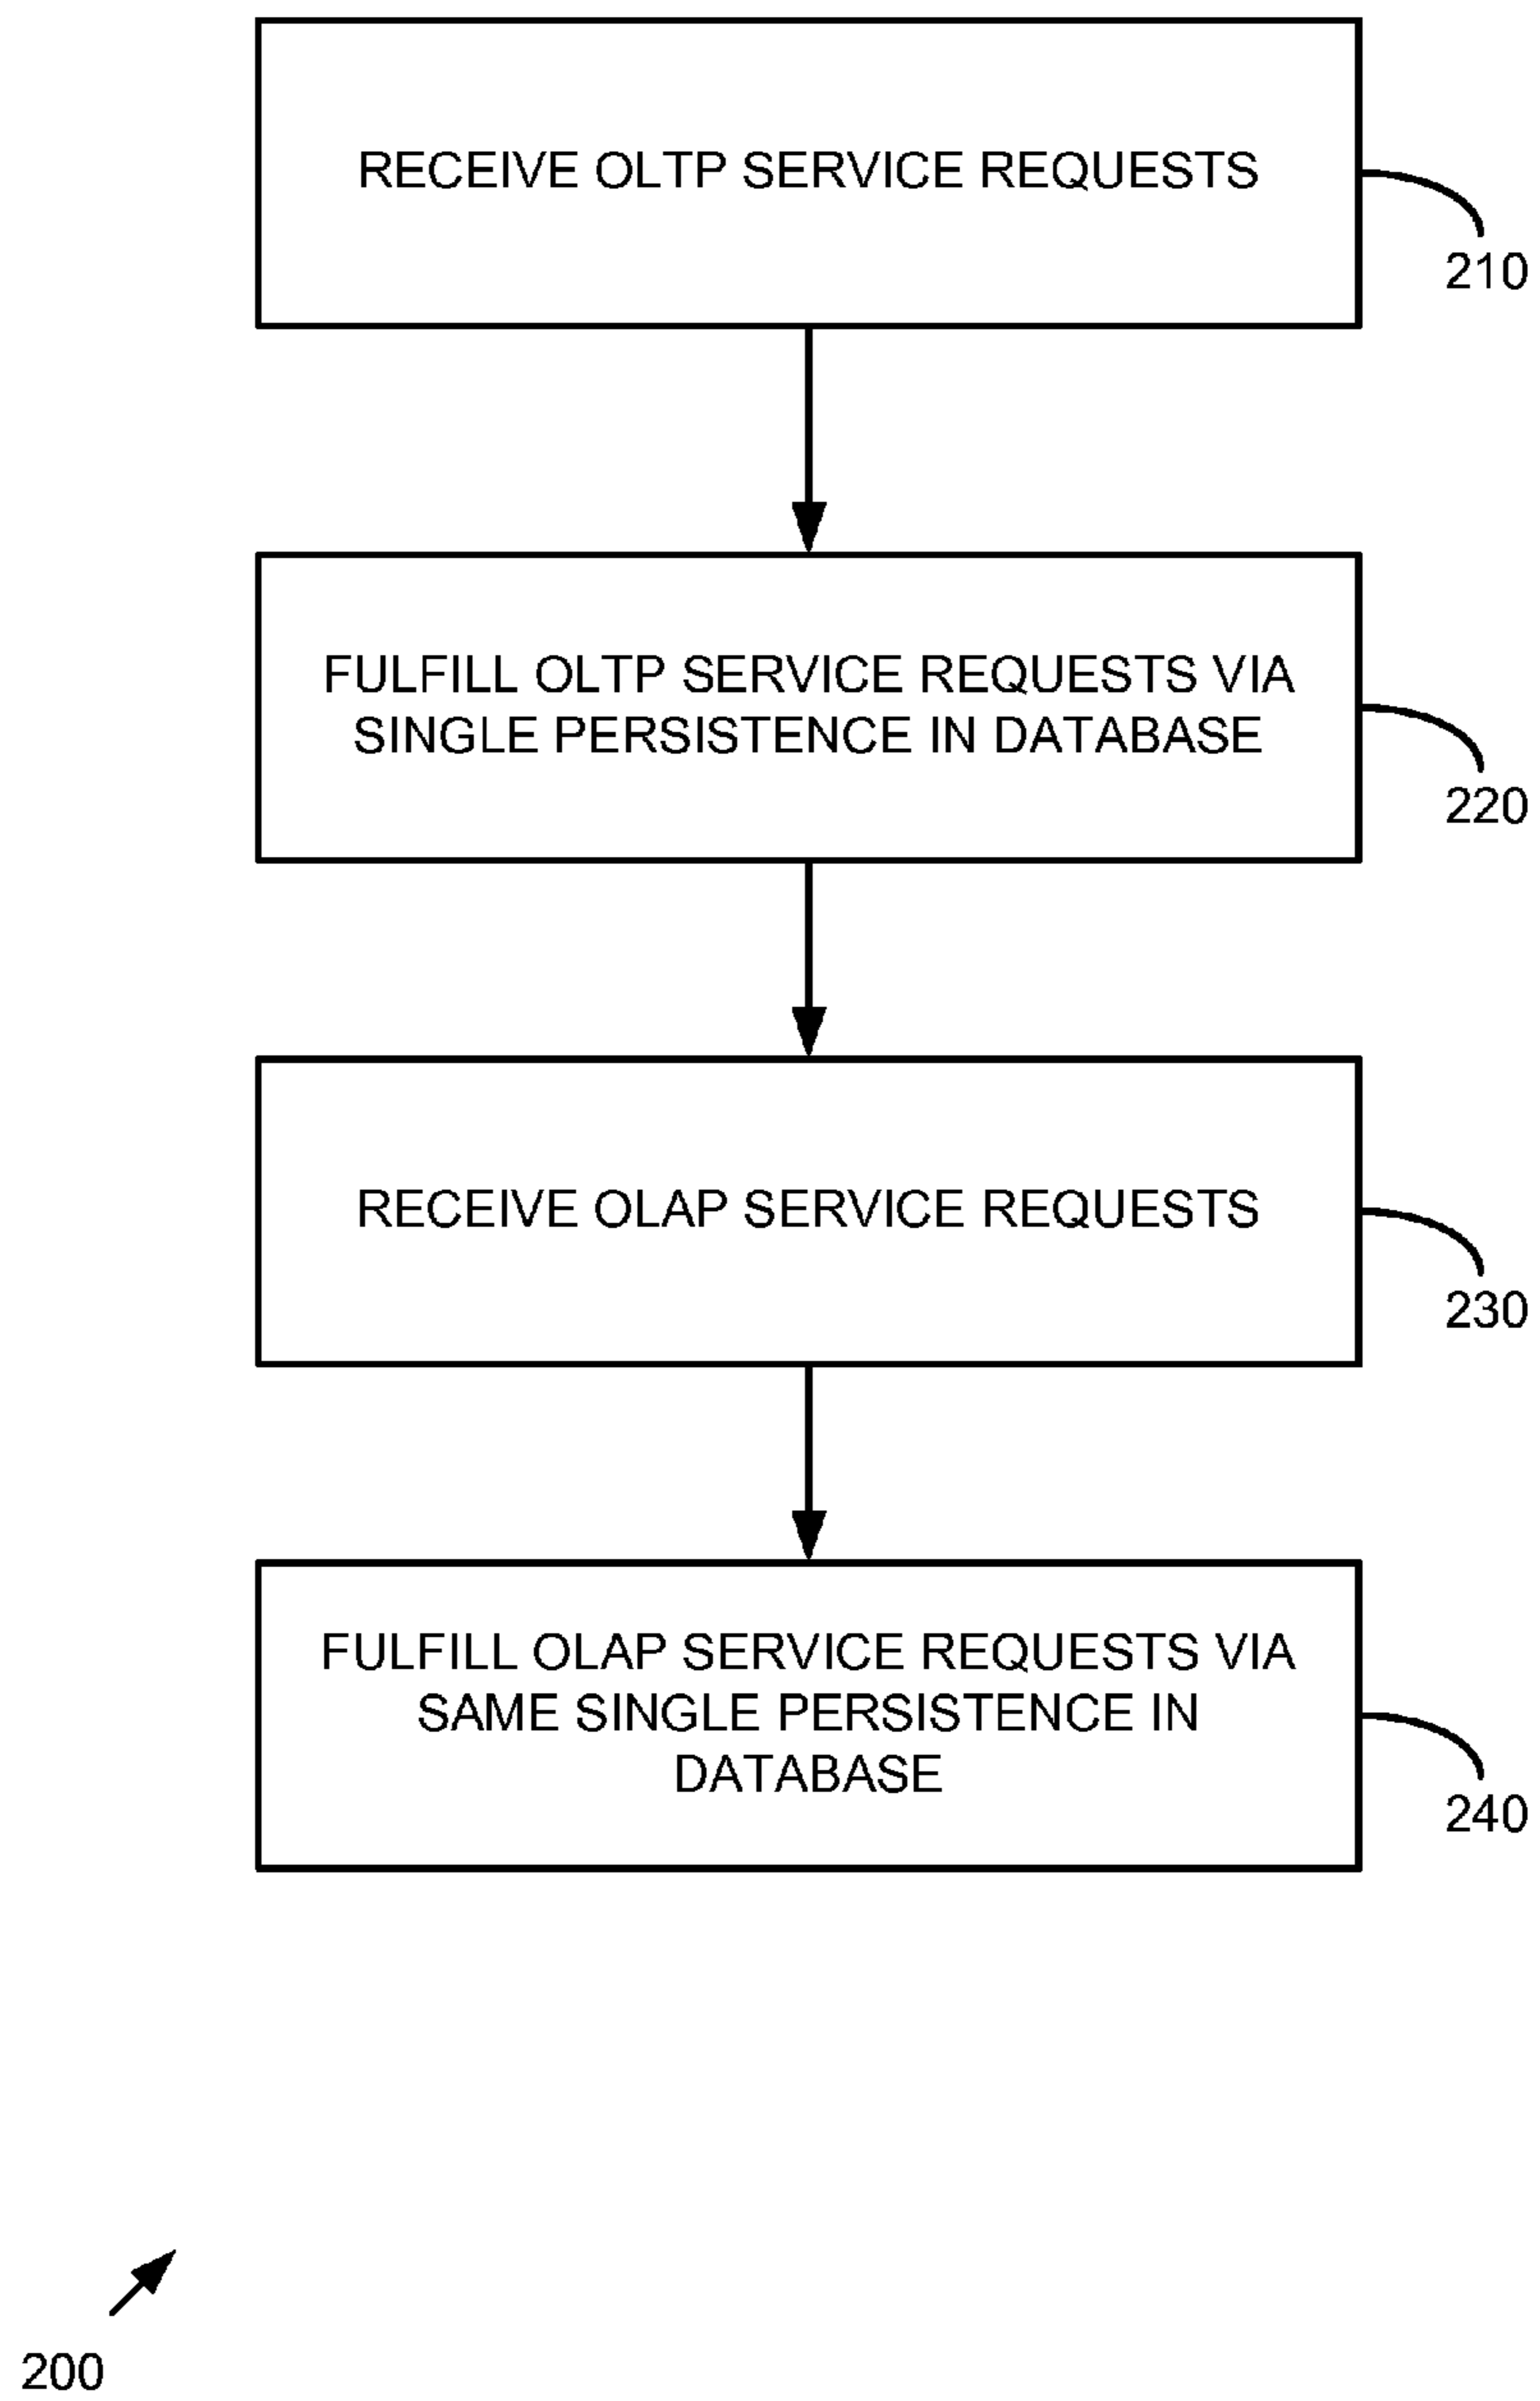 RECEIVE OLTP SERVICE REQUESTS
210
FULFILL OLTP SERVICE REQUESTS VIA
SINGLE PERSISTENCE IN DATABASE
220
RECEIVE OLAP SERVICE REQUESTS
230
FULFILL OLAP SERVICE REQUESTS VIA
SAME SINGLE PERSISTENCE IN
DATABASE
240
200